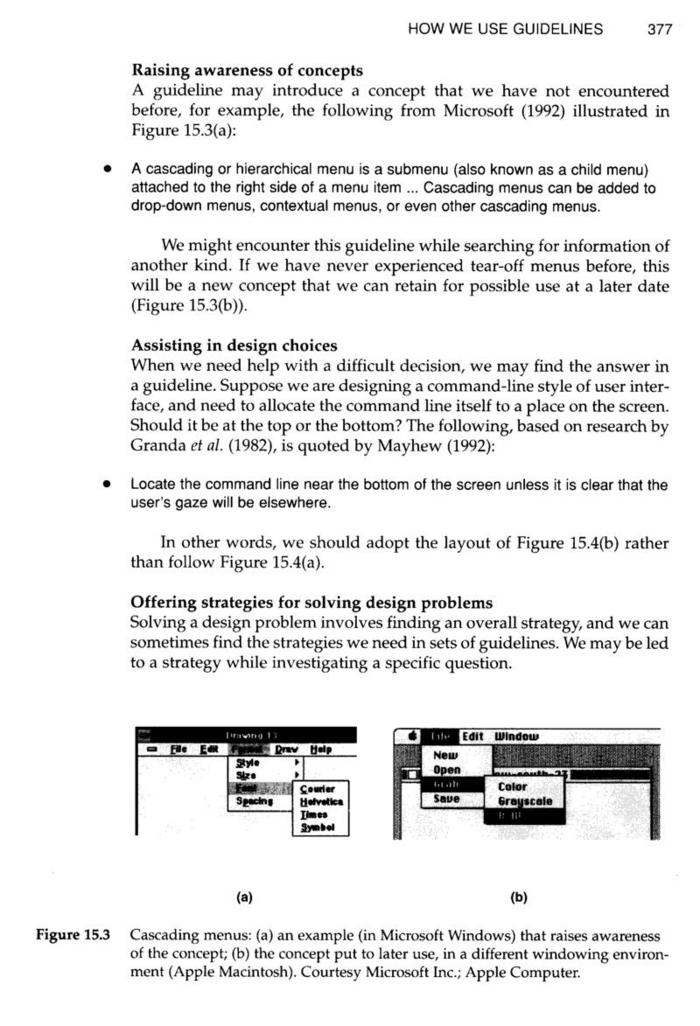 HOW WE USE GUIDELINES 377
Raising awareness of concepts
A guideline may introduce a concept that we have not encountered
before, for example, the following from Microsoft (1992) illustrated in
Figure 15.3(a):
• A cascading or hierarchical menu is a submenu (also known as a child menu)
attached to the right side of a menu item ... Cascading menus can be added to
drop-down menus, contextual menus, or even other cascading menus.
We might encounter this guideline while searching for information of
another kind. If we have never experienced tear-off menus before, this
will be a new concept that we can retain for possible use at a later date
(Figure 15.3(b)).
Assisting in design choices
When we need help with a difficult decision, we may find the answer in
a guideline. Suppose we are designing a command-line style of user inter-
face, and need to allocate the command line itself to a place on the screen.
Should it be at the top or the bottom? The following, based on research by
Granda et al. (1982), is quoted by Mayhew (1992):
• Locate the command line near the bottom of the screen unless it is clear that the
user's gaze will be elsewhere.
In other words, we should adopt the layout of Figure 15.4(b) rather
than follow Figure 15.4(a).
Offering strategies for solving design problems
Solving a design problem involves finding an overall strategy, and we can
sometimes find the strategies we need in sets of guidelines. We may be led
to a strategy while investigating a specific question.
File Edit Draw Help
Style
Size
Font
Spacing
Courier
Helvetica
Times
Symbol
File Edit Window
New
Open
Save
Color
Grayscale
(a)
(b)
Figure 15.3 Cascading menus: (a) an example (in Microsoft Windows) that raises awareness
of the concept; (b) the concept put to later use, in a different windowing environ-
ment (Apple Macintosh). Courtesy Microsoft Inc.; Apple Computer.